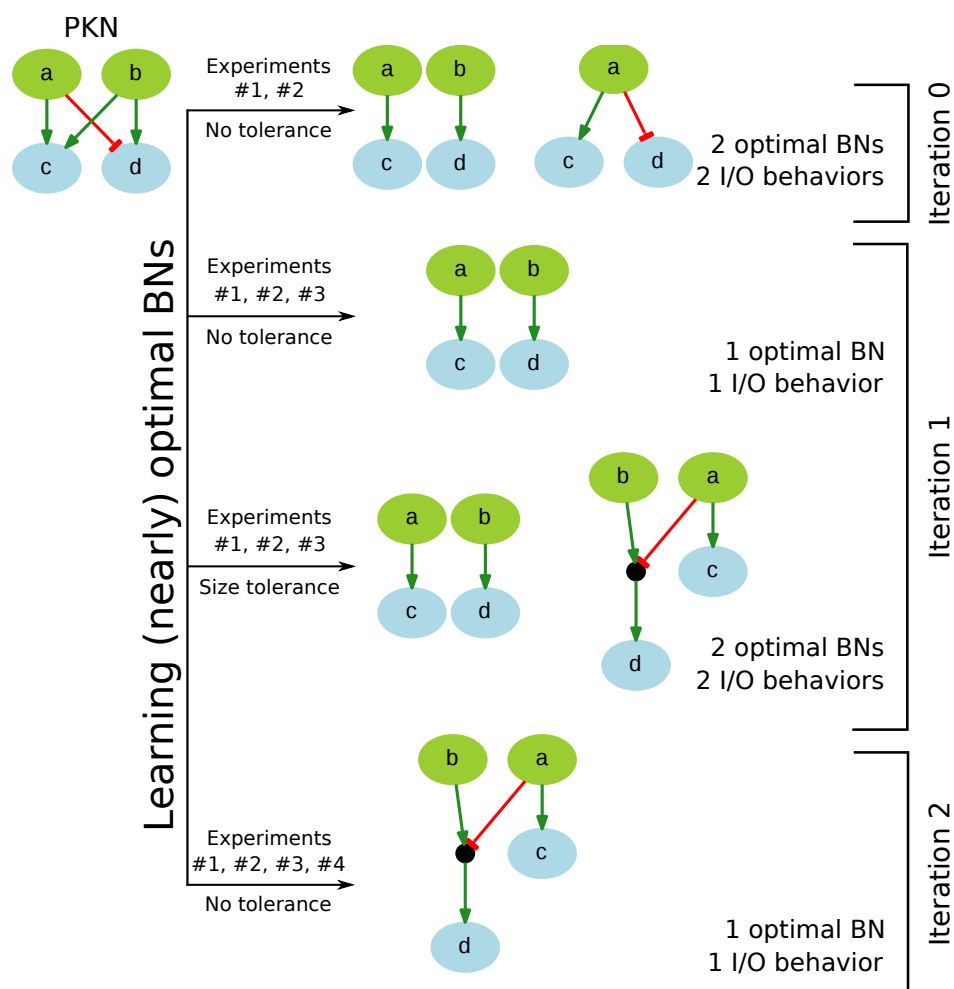 PKN
a b
c d
Learning (nearly) optimal BNs
Experiments
#1, #2
No tolerance
a b a
c d c d
2 optimal BNs
2 I/O behaviors
Iteration 0
Experiments
#1, #2, #3
No tolerance
a b
c d
1 optimal BN
1 I/O behavior
Iteration 1
Experiments
#1, #2, #3
Size tolerance
a b
c d
b a
c
d
2 optimal BNs
2 I/O behaviors
Experiments
#1, #2, #3, #4
No tolerance
b a
c
d
1 optimal BN
1 I/O behavior
Iteration 2